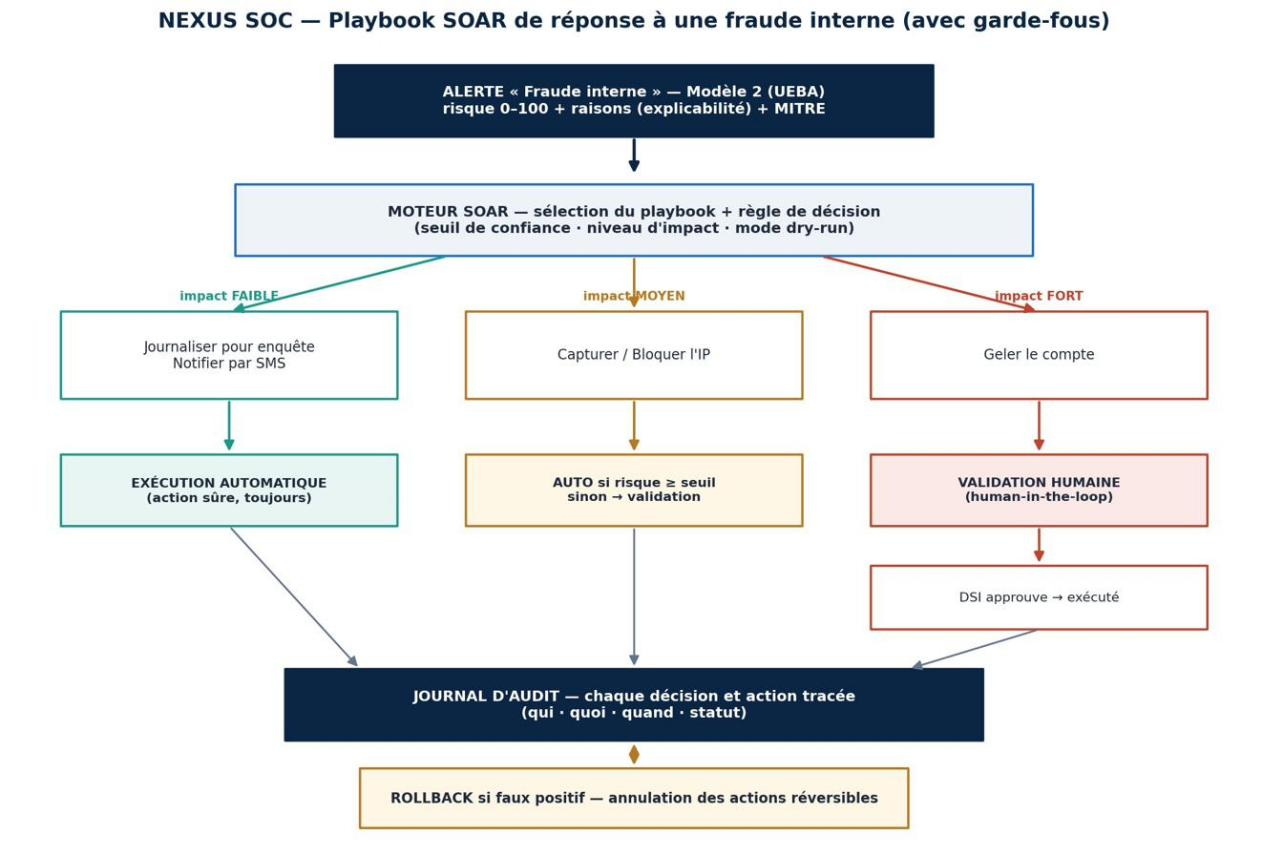 NEXUS SOC — Playbook SOAR de réponse à une fraude interne (avec garde-fous)
ALERTE « Fraude interne » — Modèle 2 (UEBA)
risque 0–100 + raisons (explicabilité) + MITRE
MOTEUR SOAR — sélection du playbook + règle de décision
(seuil de confiance · niveau d'impact · mode dry-run)
impact FAIBLE
impact MOYEN
impact FORT
Journaliser pour enquête
Notifier par SMS
Capturer / Bloquer l'IP
Geler le compte
EXÉCUTION AUTOMATIQUE
(action sûre, toujours)
AUTO si risque ≥ seuil
sinon → validation
VALIDATION HUMAINE
(human-in-the-loop)
DSI approuve → exécuté
JOURNAL D'AUDIT — chaque décision et action tracée
(qui · quoi · quand · statut)
ROLLBACK si faux positif — annulation des actions réversibles